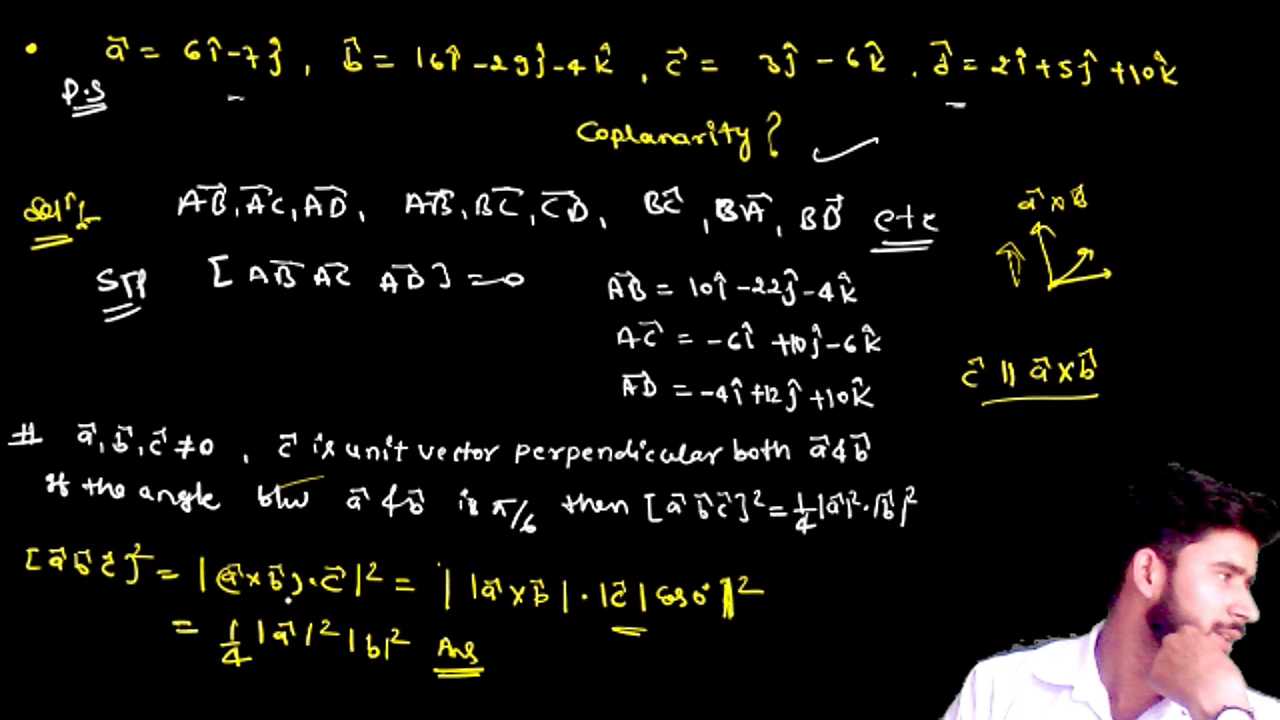 • a⃗ = 6î-7ĵ, b⃗ = 16î-29ĵ-4k̂, c⃗ = 3ĵ-6k̂, d⃗ = 2î+5ĵ+10k̂
P.S
Coplanarity?
Solⁿ AB⃗, AC⃗, AD⃗, AB⃗, BC⃗, CD⃗, BC⃗, BA⃗, BD⃗ etc
a⃗×b⃗
STP [AB⃗ AC⃗ AD⃗] = 0
AB⃗ = 10î-22ĵ-4k̂
AC⃗ = -6î+10ĵ-6k̂
AD⃗ = -4î+12ĵ+10k̂
c⃗ || a⃗×b⃗
# a⃗, b⃗, c⃗ ≠ 0, c⃗ is unit vector perpendicular both a⃗ & b⃗
If the angle b/w a⃗ & b⃗ is π/6 then [a⃗ b⃗ c⃗]² = 1/4|a⃗|².|b⃗|²
[a⃗ b⃗ c⃗]² = |(a⃗×b⃗).c⃗|² = ||a⃗×b⃗|.|c⃗|cos0°|²
= 1/4|a⃗|²|b|² Ans